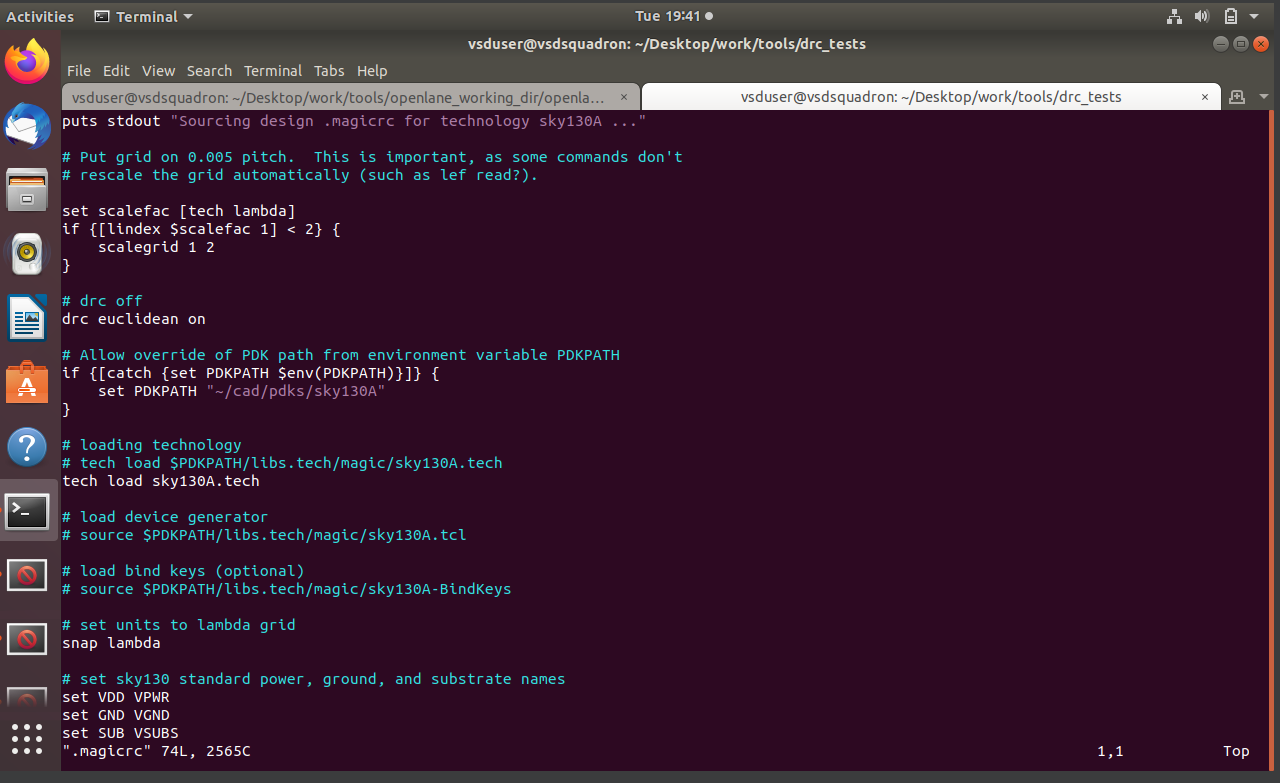 Activities Terminal Tue 19:41
vsduser@vsdsquadron: ~/Desktop/work/tools/drc_tests
File Edit View Search Terminal Tabs Help
vsduser@vsdsquadron: ~/Desktop/work/tools/openlane_working_dir/openla... × vsduser@vsdsquadron: ~/Desktop/work/tools/drc_tests ×
puts stdout "Sourcing design .magicrc for technology sky130A ..."
# Put grid on 0.005 pitch.  This is important, as some commands don't
# rescale the grid automatically (such as lef read?).
set scalefac [tech lambda]
if {[lindex $scalefac 1] < 2} {
    scalegrid 1 2
}
# drc off
drc euclidean on
# Allow override of PDK path from environment variable PDKPATH
if {[catch {set PDKPATH $env(PDKPATH)}]} {
    set PDKPATH "~/cad/pdks/sky130A"
}
# loading technology
# tech load $PDKPATH/libs.tech/magic/sky130A.tech
tech load sky130A.tech
# load device generator
# source $PDKPATH/libs.tech/magic/sky130A.tcl
# load bind keys (optional)
# source $PDKPATH/libs.tech/magic/sky130A-BindKeys
# set units to lambda grid
snap lambda
# set sky130 standard power, ground, and substrate names
set VDD VPWR
set GND VGND
set SUB VSUBS
".magicrc" 74L, 2565C 1,1 Top